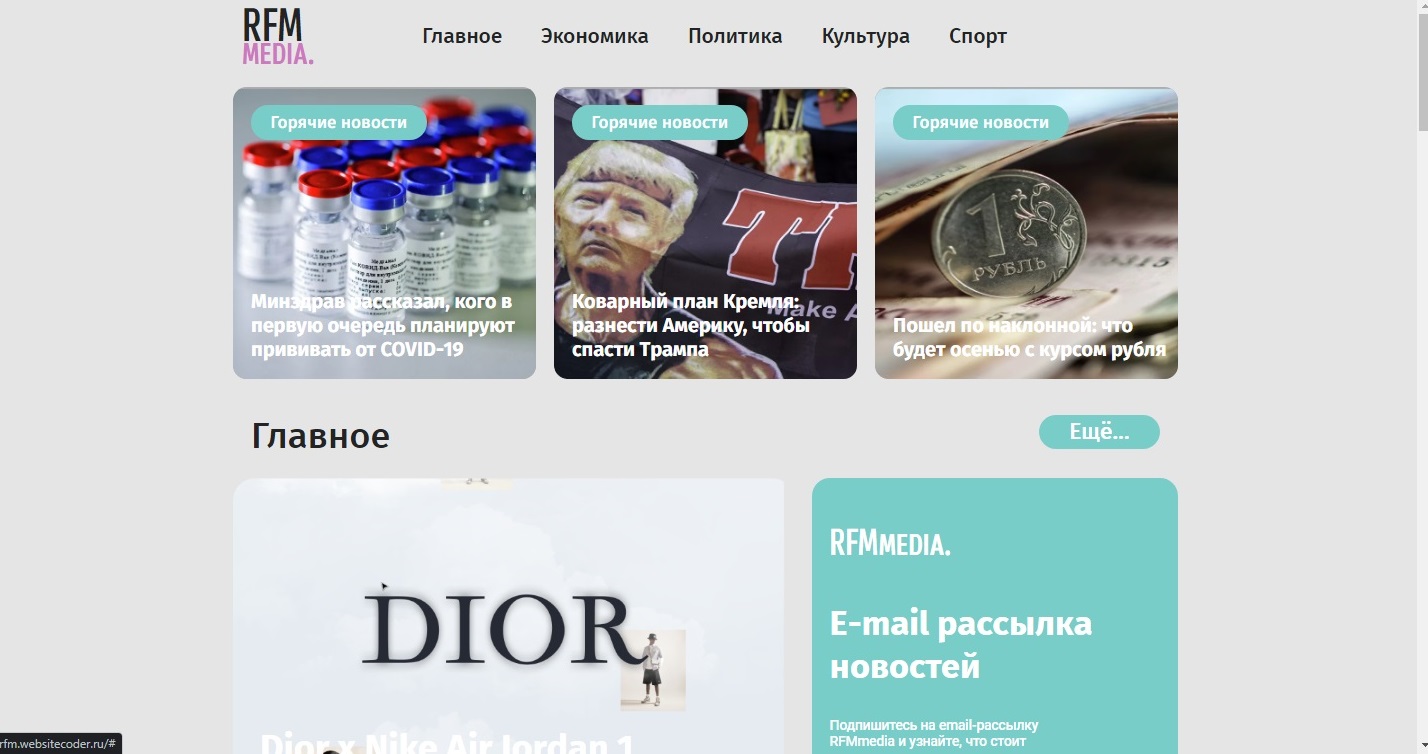 RFM
MEDIA.
Главное Экономика Политика Культура Спорт
Горячие новости
Минздрав рассказал, кого в
первую очередь планируют
прививать от COVID-19
Горячие новости
Make A
Коварный план Кремля:
разнести Америку, чтобы
спасти Трампа
Горячие новости
1
РУБЛЬ
Пошел по наклонной: что
будет осенью с курсом рубля
Главное
Ещё...
DIOR
Dior x Nike Air Jordan 1
RFMMEDIA.
E-mail рассылка
новостей
Подпишитесь на email-рассылку
RFMmedia и узнайте, что стоит
rfm.websitecoder.ru/#